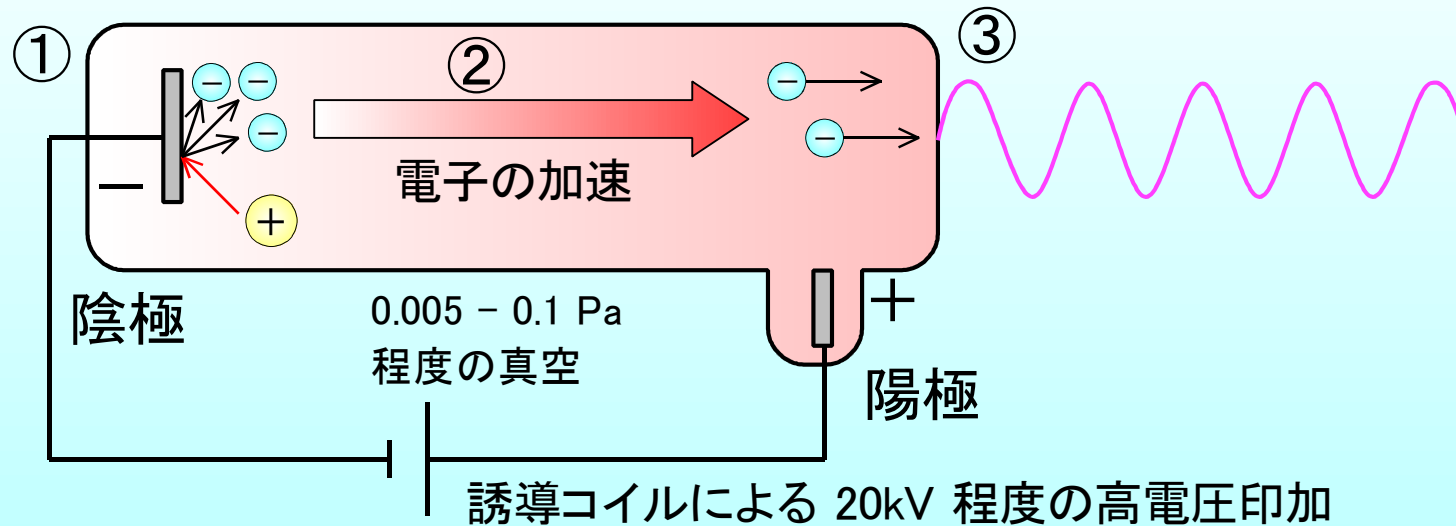 ①
②
③
－
－
－
－
－
電子の加速
－
＋
陰極
0.005 – 0.1 Pa
程度の真空
＋
陽極
誘導コイルによる 20kV 程度の高電圧印加